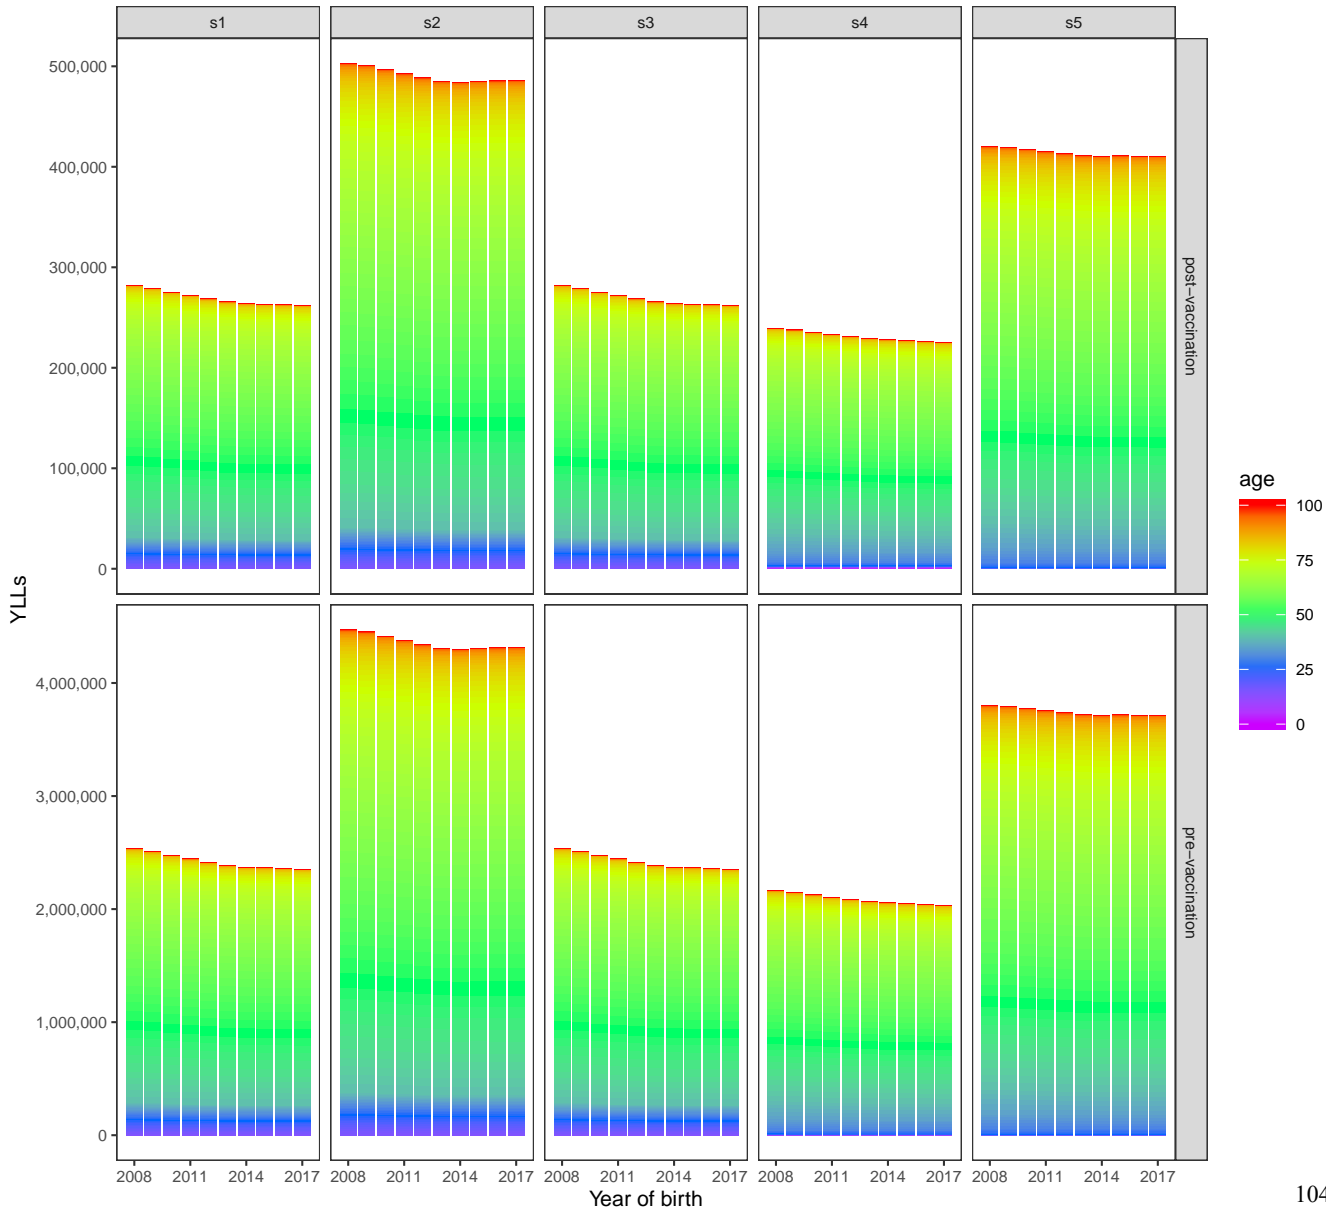 s1 s2 s3 s4 s5
500,000
400,000
300,000
200,000
100,000
0
post−vaccination
4,000,000
3,000,000
2,000,000
1,000,000
0
pre−vaccination
YLLs
2008 2011 2014 2017 2008 2011 2014 2017 2008 2011 2014 2017 2008 2011 2014 2017 2008 2011 2014 2017
Year of birth
age
100
75
50
25
0
104